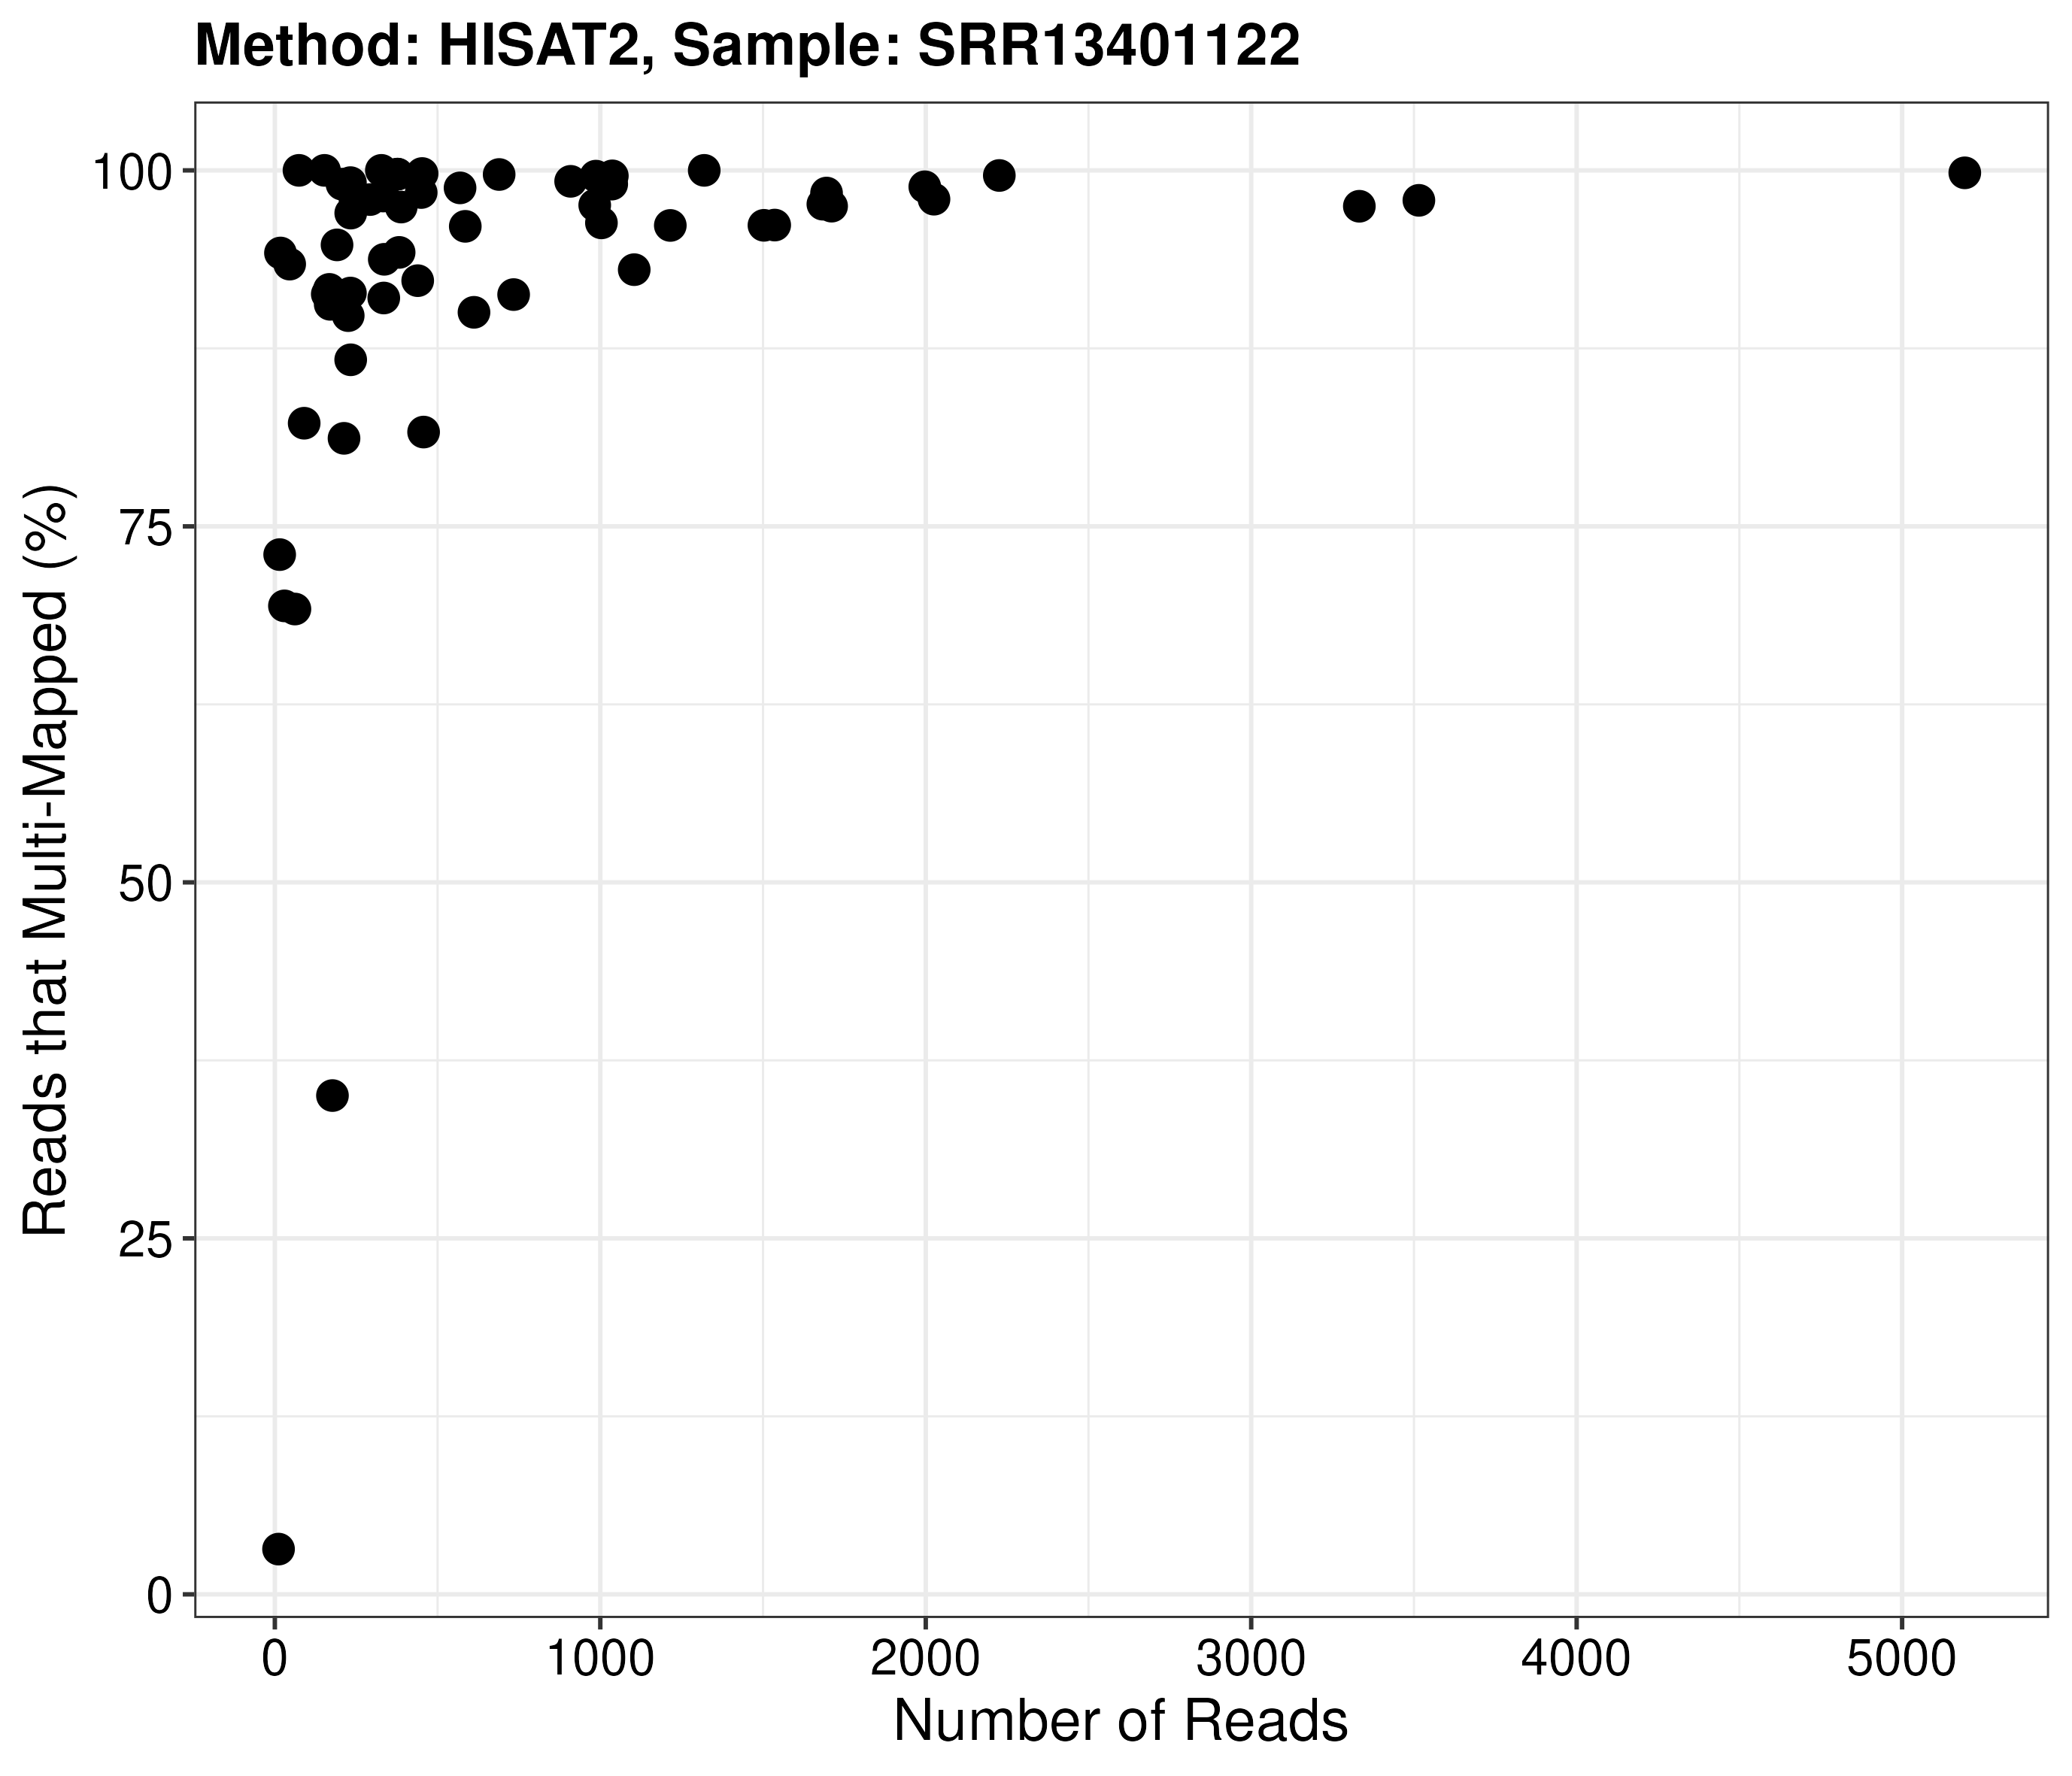 Method: HISAT2, Sample: SRR13401122
Reads that Multi-Mapped (%)
100
75
50
25
0
0 1000 2000 3000 4000 5000
Number of Reads